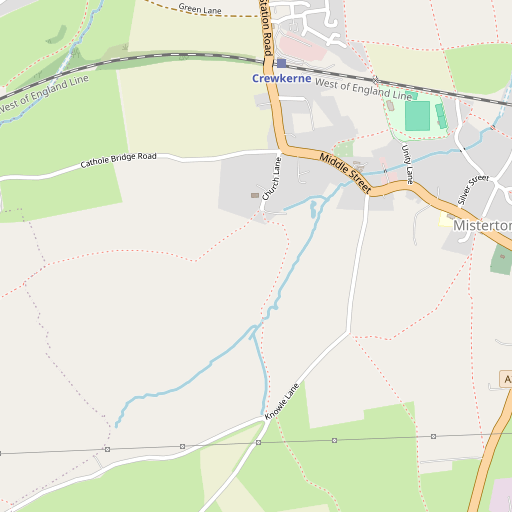 Green Lane
Station Road
Crewkerne
West of England Line
West of England Line
Cathole Bridge Road
Middle Street
Church Lane
Unity Lane
Silver Street
Misterton
A
Knowle Lane